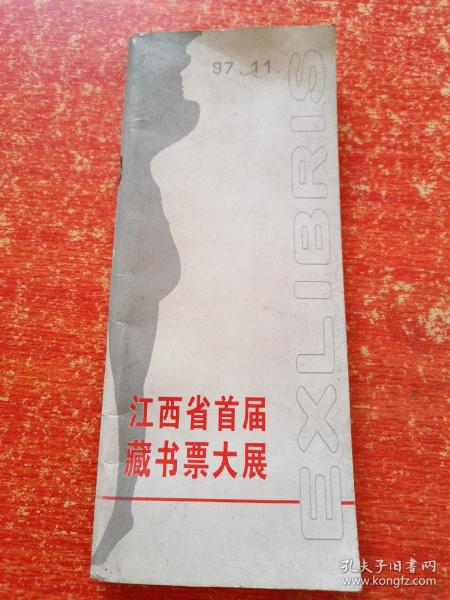 97.11.
EXLIBRIS
江西省首届
藏书票大展
孔夫子旧书网
www.kongfz.com